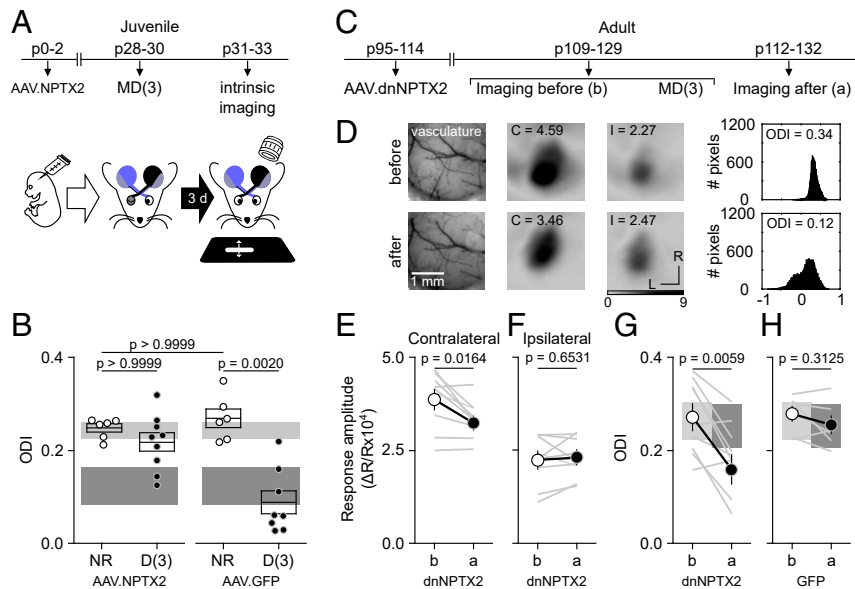 A
Juvenile
p0-2
p28-30
p31-33
AAV.NPTX2
MD(3)
intrinsic
imaging
3 d
C
Adult
p95-114
p109-129
p112-132
AAV.dnNPTX2
Imaging before (b)
MD(3)
Imaging after (a)
D
before
vasculature
C = 4.59
I = 2.27
# pixels
1200
600
0
ODI = 0.34
after
1 mm
C = 3.46
I = 2.47
R
L
0
9
# pixels
1200
600
0
ODI = 0.12
-1
0
1
B
ODI
0.4
0.2
0.0
p > 0.9999
p > 0.9999
p = 0.0020
NR
D(3)
NR
D(3)
AAV.NPTX2
AAV.GFP
E
Contralateral
p = 0.0164
Response amplitude
(ΔR/Rx10⁴)
5.0
2.5
0.0
b
a
dnNPTX2
F
Ipsilateral
p = 0.6531
b
a
dnNPTX2
G
p = 0.0059
ODI
0.4
0.2
0.0
b
a
dnNPTX2
H
p = 0.3125
b
a
GFP